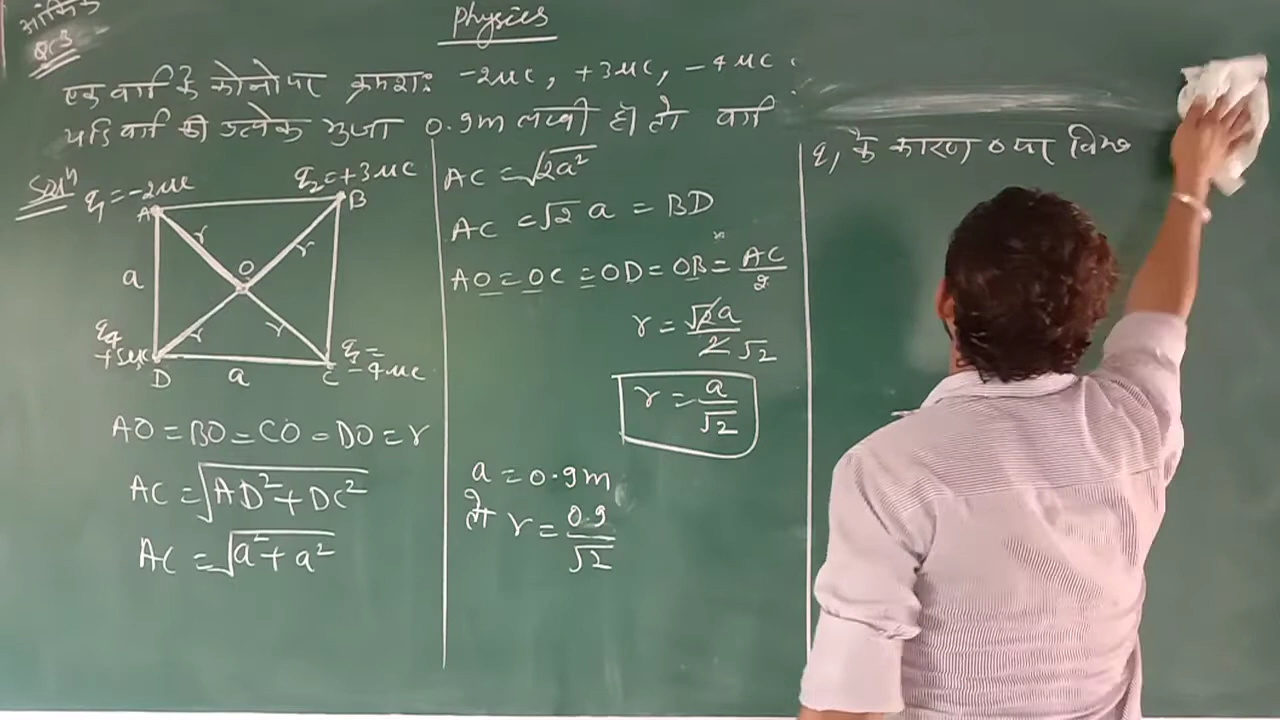 Physics
एक वर्ग के कोनो पर क्रमशः -2μc, +3μc, -4μc
यदि वर्ग की प्रत्येक भुजा 0.9m लम्बी हो तो वर्ग
Solⁿ
q₁=-2μc
q₂=+3μc
A
B
r
r
a
O
r
r
q₄
+5μc
q₃=
-4μc
D
a
C
AO=BO=CO=DO=r
AC=√AD²+DC²
AC=√a²+a²
AC=√2a²
AC=√2 a = BD
AO=OC=OD=OB=AC/2
r=√2a/2 √2
r=a/√2
a=0.9m
तो r=0.9/√2
q₁ के कारण O पर विभव